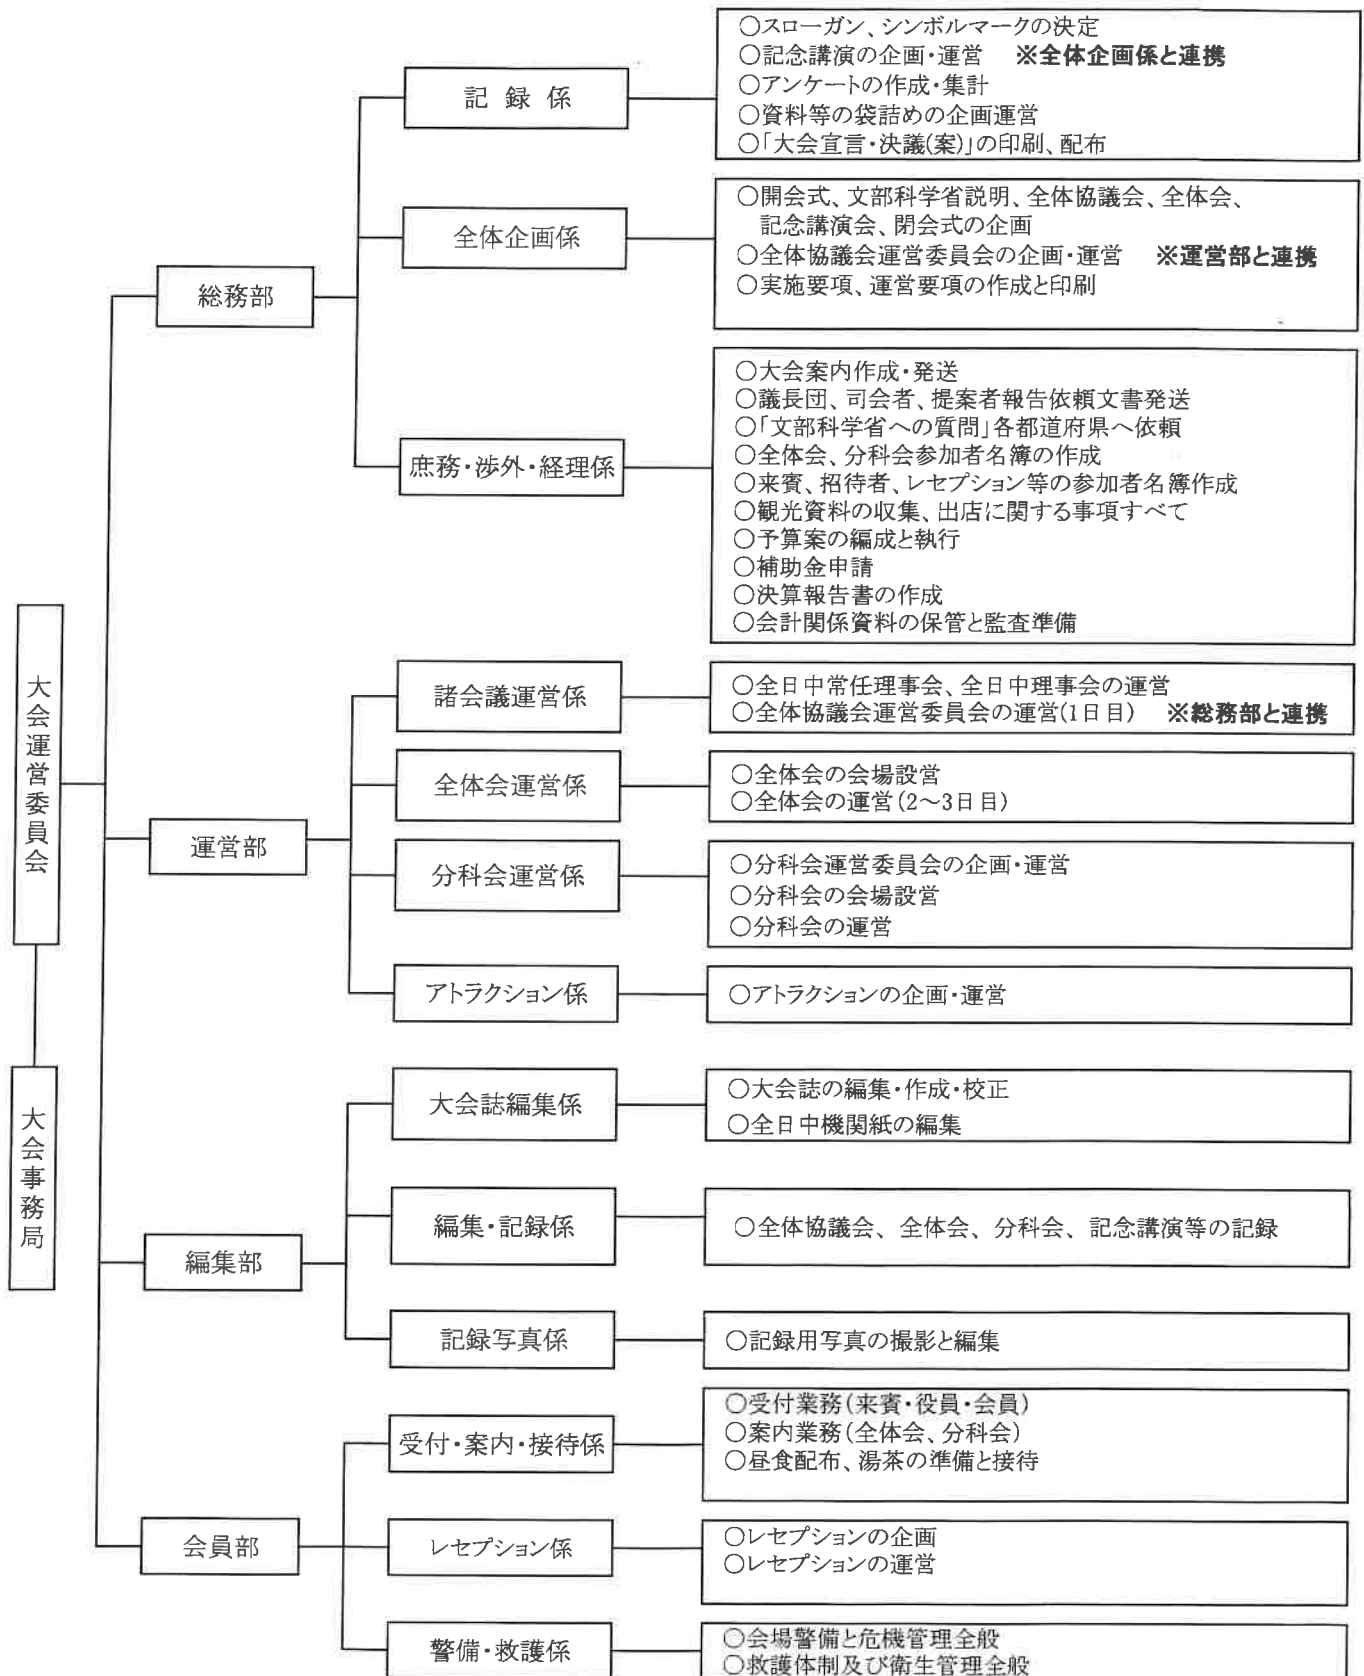 大会運営委員会
大会事務局
総務部
記録係
○スローガン、シンボルマークの決定
○記念講演の企画・運営　※全体企画係と連携
○アンケートの作成・集計
○資料等の袋詰めの企画運営
○「大会宣言・決議(案)」の印刷、配布
全体企画係
○開会式、文部科学省説明、全体協議会、全体会、
記念講演会、閉会式の企画
○全体協議会運営委員会の企画・運営　※運営部と連携
○実施要項、運営要項の作成と印刷
庶務・渉外・経理係
○大会案内作成・発送
○議長団、司会者、提案者報告依頼文書発送
○「文部科学省への質問」各都道府県へ依頼
○全体会、分科会参加者名簿の作成
○来賓、招待者、レセプション等の参加者名簿作成
○観光資料の収集、出店に関する事項すべて
○予算案の編成と執行
○補助金申請
○決算報告書の作成
○会計関係資料の保管と監査準備
運営部
諸会議運営係
○全日中常任理事会、全日中理事会の運営
○全体協議会運営委員会の運営(1日目)　※総務部と連携
全体会運営係
○全体会の会場設営
○全体会の運営(2～3日目)
分科会運営係
○分科会運営委員会の企画・運営
○分科会の会場設営
○分科会の運営
アトラクション係
○アトラクションの企画・運営
編集部
大会誌編集係
○大会誌の編集・作成・校正
○全日中機関紙の編集
編集・記録係
○全体協議会、全体会、分科会、記念講演等の記録
記録写真係
○記録用写真の撮影と編集
会員部
受付・案内・接待係
○受付業務(来賓・役員・会員)
○案内業務(全体会、分科会)
○昼食配布、湯茶の準備と接待
レセプション係
○レセプションの企画
○レセプションの運営
警備・救護係
○会場警備と危機管理全般
○救護体制及び衛生管理全般